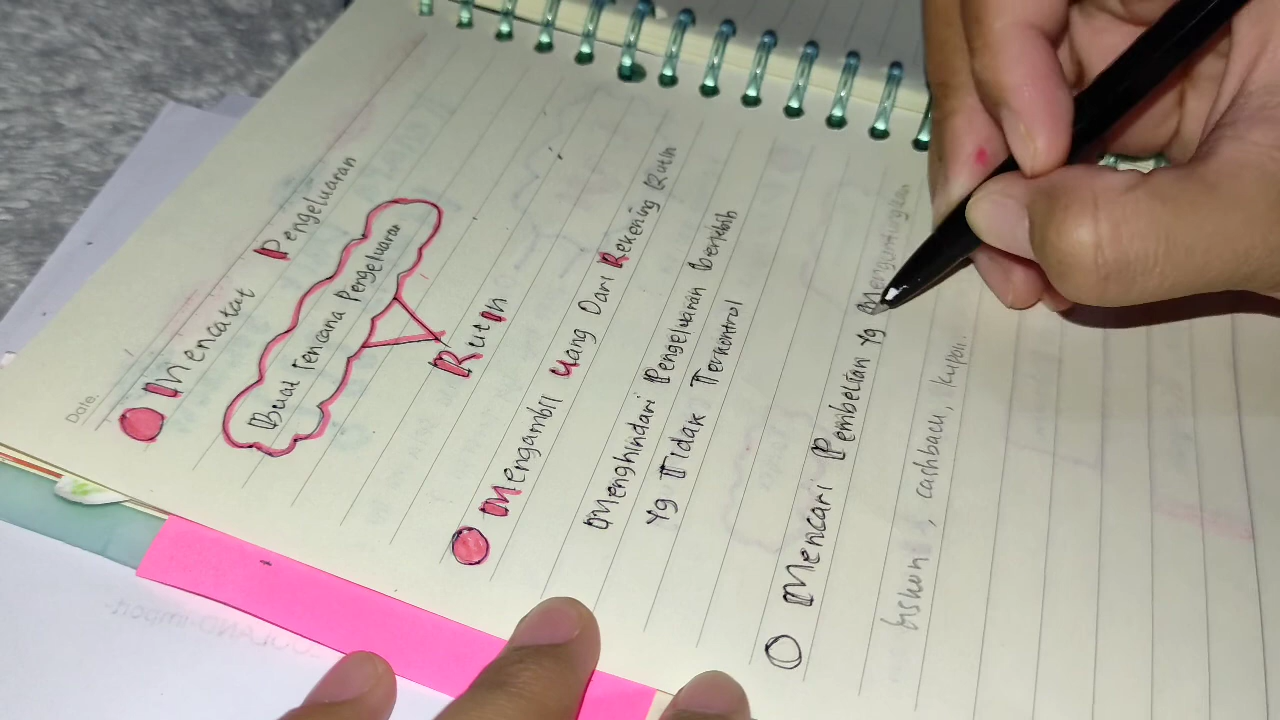 Date.
Mencatat Pengeluaran
Buat rencana Pengeluaran
Rutin
Mengambil uang Dari Rekening Rutin
Menghindari Pengeluaran berlebih
yg Tidak Terkontrol
Mencari Pembelian yg Menguntungkan
diskon, cashback, kupon.